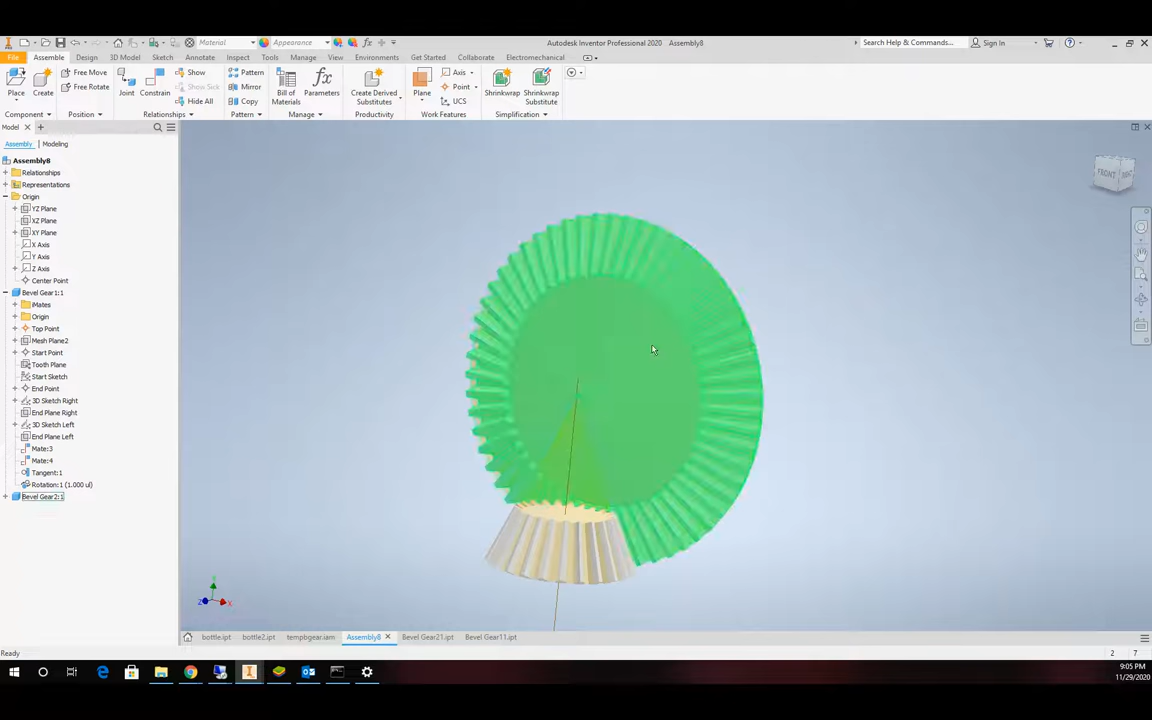 Material
Appearance
fx
Autodesk Inventor Professional 2020 Assembly8
Search Help & Commands...
Sign In
File
Assemble
Design
3D Model
Sketch
Annotate
Inspect
Tools
Manage
View
Environments
Get Started
Collaborate
Electromechanical
Place
Create
Free Move
Free Rotate
Joint
Constrain
Show
Show Sick
Hide All
Pattern
Mirror
Copy
Bill of
Materials
fx
Parameters
Create Derived
Substitutes
Plane
Axis
Point
UCS
Shrinkwrap
Shrinkwrap
Substitute
Component
Position
Relationships
Pattern
Manage
Productivity
Work Features
Simplification
Model
Assembly
Modeling
Assembly8
Relationships
Representations
Origin
YZ Plane
XZ Plane
XY Plane
X Axis
Y Axis
Z Axis
Center Point
Bevel Gear1:1
iMates
Origin
Top Point
Mesh Plane2
Start Point
Tooth Plane
Start Sketch
End Point
3D Sketch Right
End Plane Right
3D Sketch Left
End Plane Left
Mate:3
Mate:4
Tangent:1
Rotation:1 (1.000 ul)
Bevel Gear2:1
FRONT
Z
X
bottle.ipt
bottle2.ipt
tempbgear.iam
Assembly8
Bevel Gear21.ipt
Bevel Gear11.ipt
Ready
2
7
9:05 PM
11/29/2020